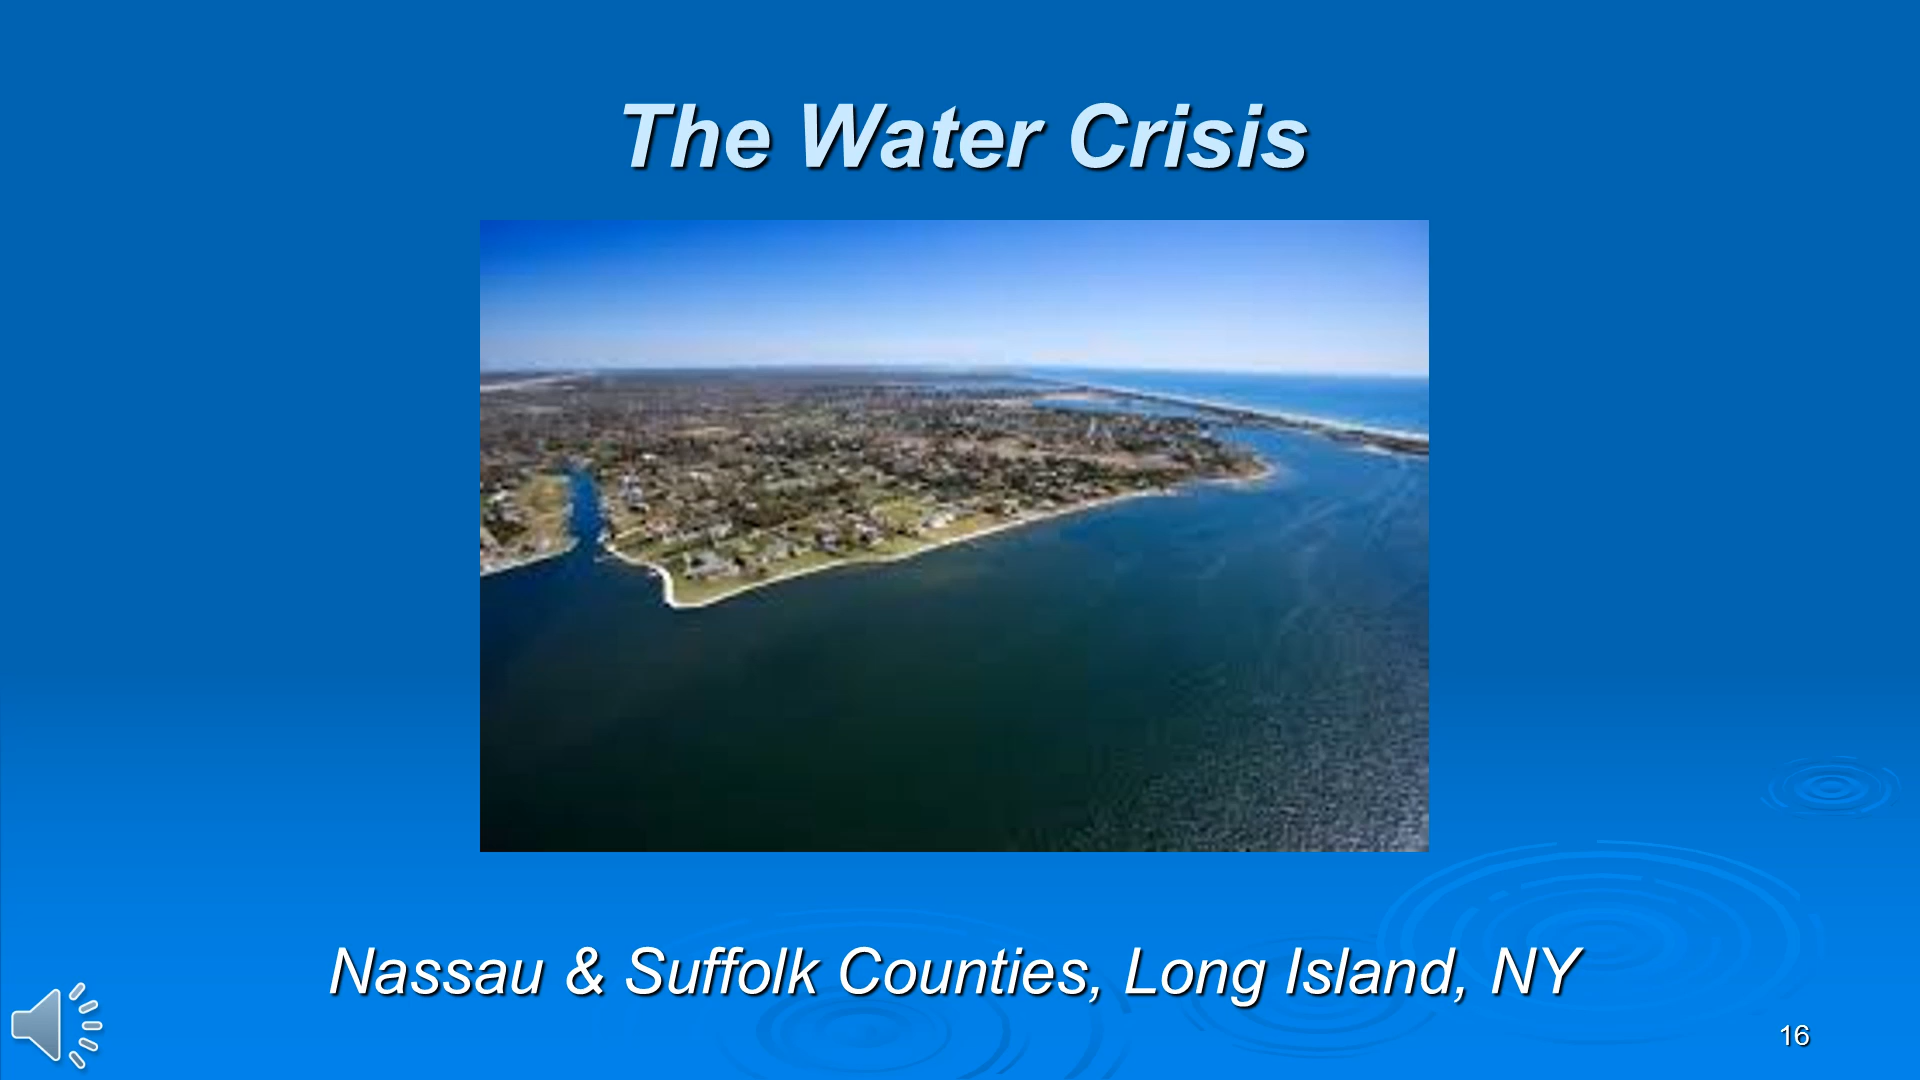 The Water Crisis
Nassau & Suffolk Counties, Long Island, NY
16